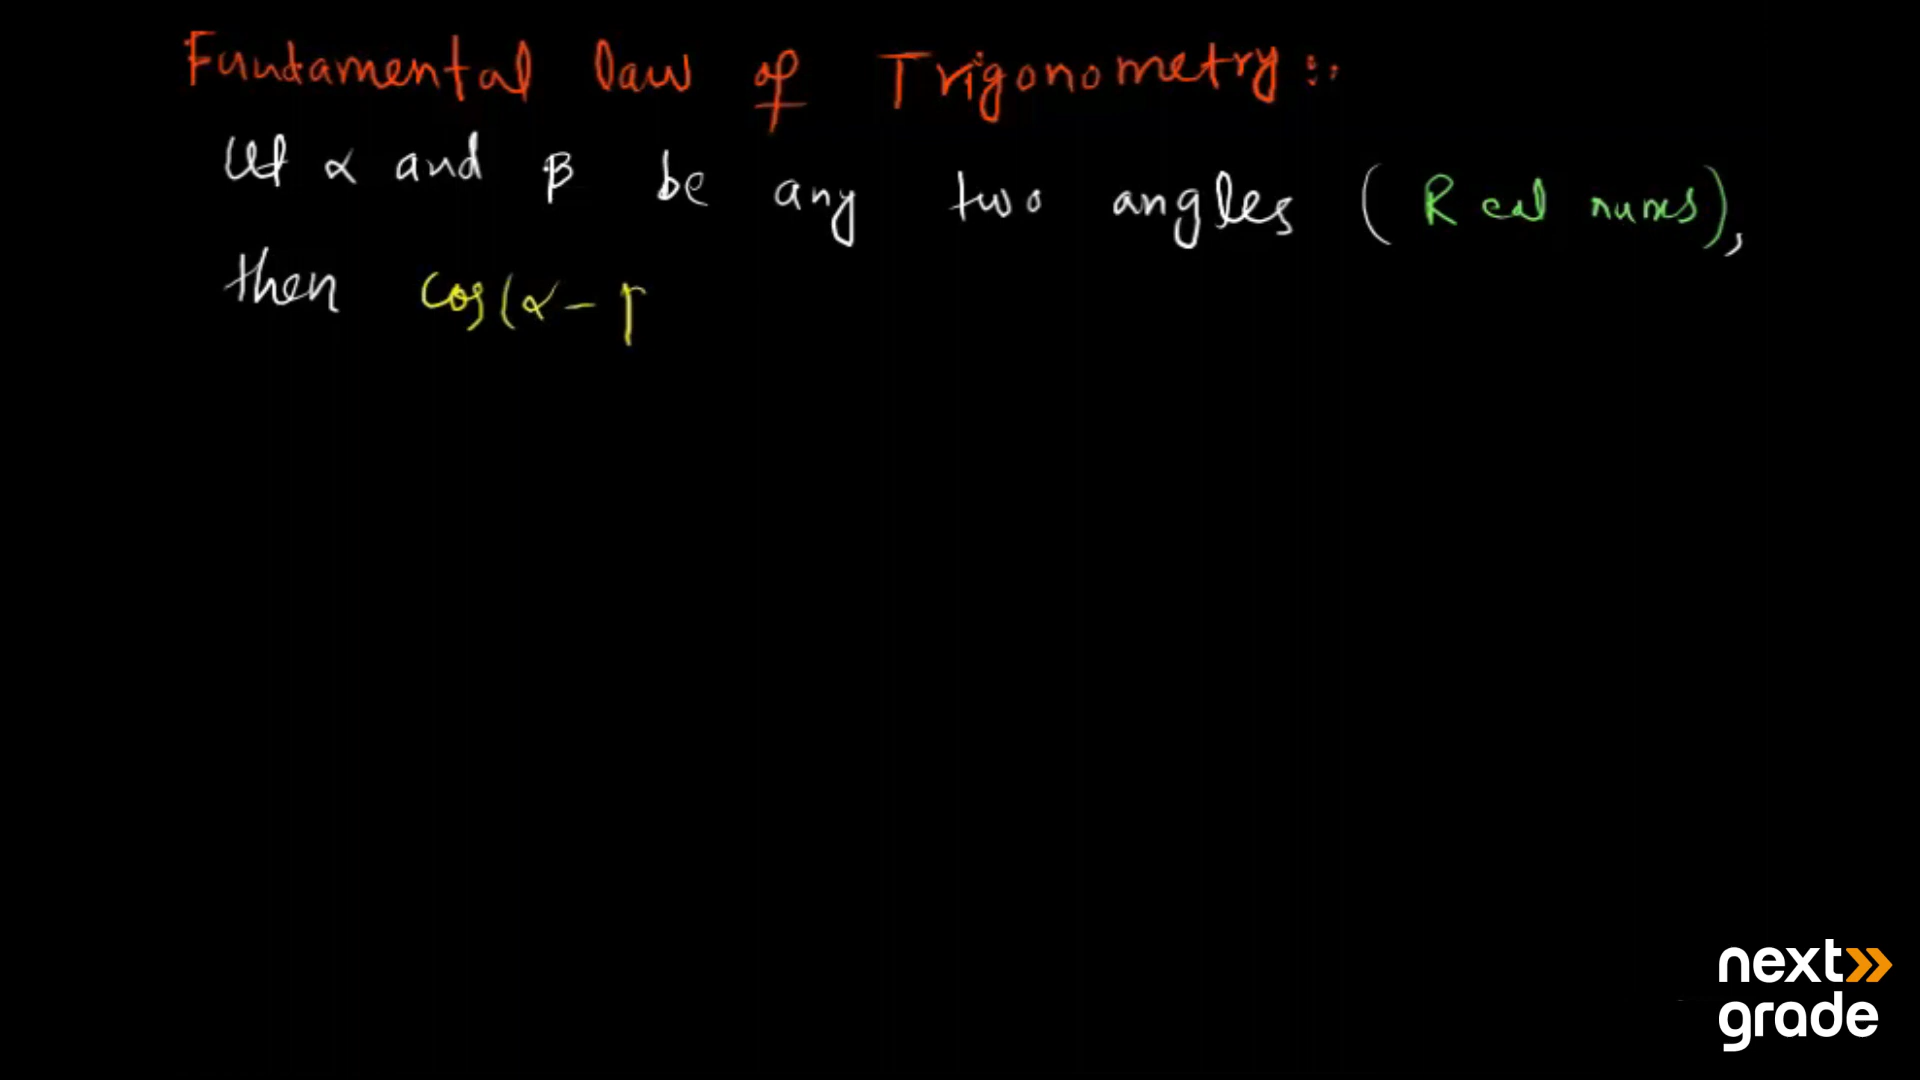 Fundamental law of Trigonometry :-
Let α and β be any two angles (Real nums),
then cos(α -
next
grade